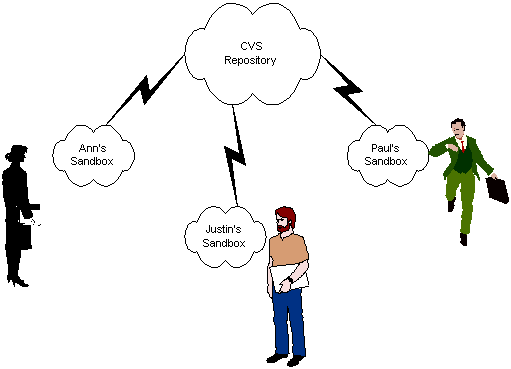 CVS
Repository
Ann's
Sandbox
Paul's
Sandbox
Justin's
Sandbox